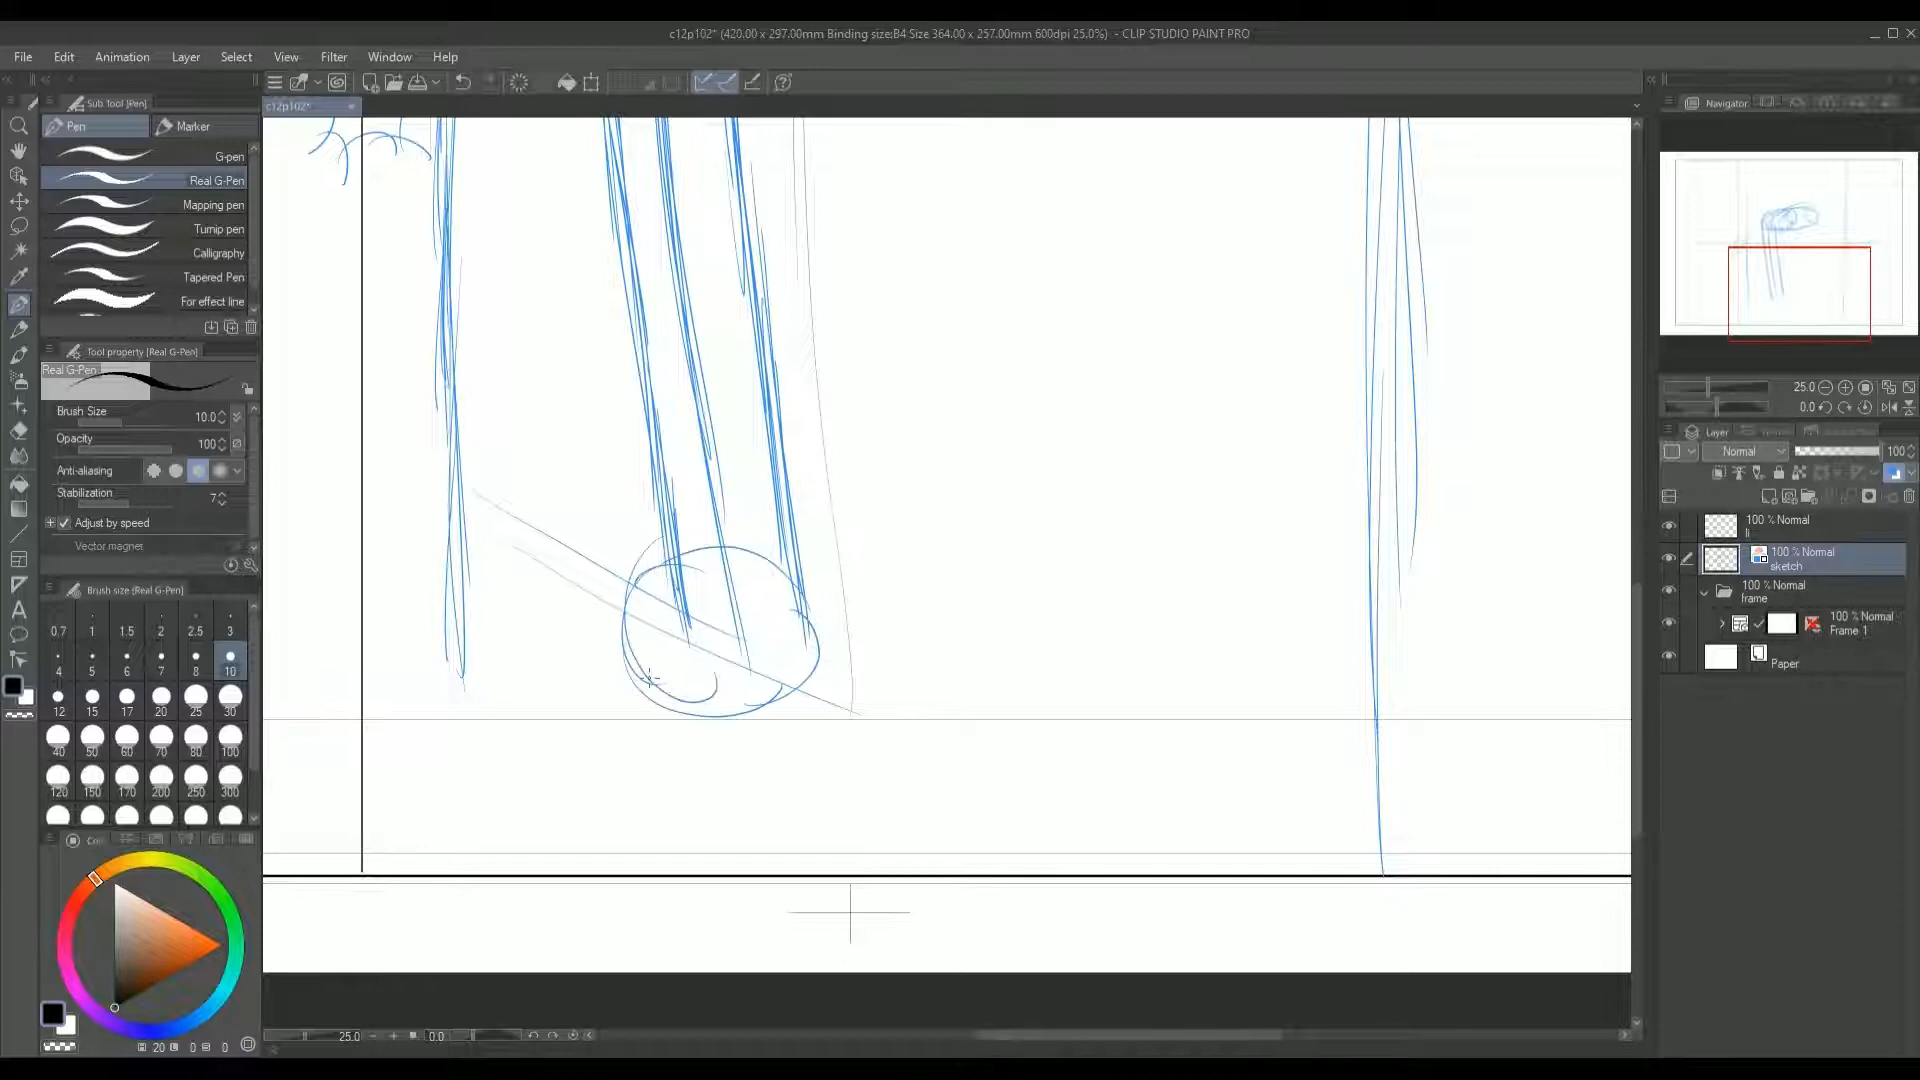 c12p102* (420.00 x 297.00mm Binding size:B4 Size 364.00 x 257.00mm 600dpi 25.0%) - CLIP STUDIO PAINT PRO
File Edit Animation Layer Select View Filter Window Help
Sub Tool [Pen]
c12p102*
Navigator
Pen Marker
G-pen
Real G-Pen
Mapping pen
Turnip pen
Calligraphy
Tapered Pen
For effect line
Tool property [Real G-Pen]
Real G-Pen
Brush Size 10.0
Opacity 100
Anti-aliasing
Stabilization 7
Adjust by speed
Vector magnet
Brush size [Real G-Pen]
0.7 1 1.5 2 2.5 3
4 5 6 7 8 10
12 15 17 20 25 30
40 50 60 70 80 100
120 150 170 200 250 300
Co
20 0 0
25.0 0.0
25.0
0.0
Layer
Normal 100
100 % Normal
100 % Normal
sketch
100 % Normal
frame
100 % Normal
Frame 1
Paper